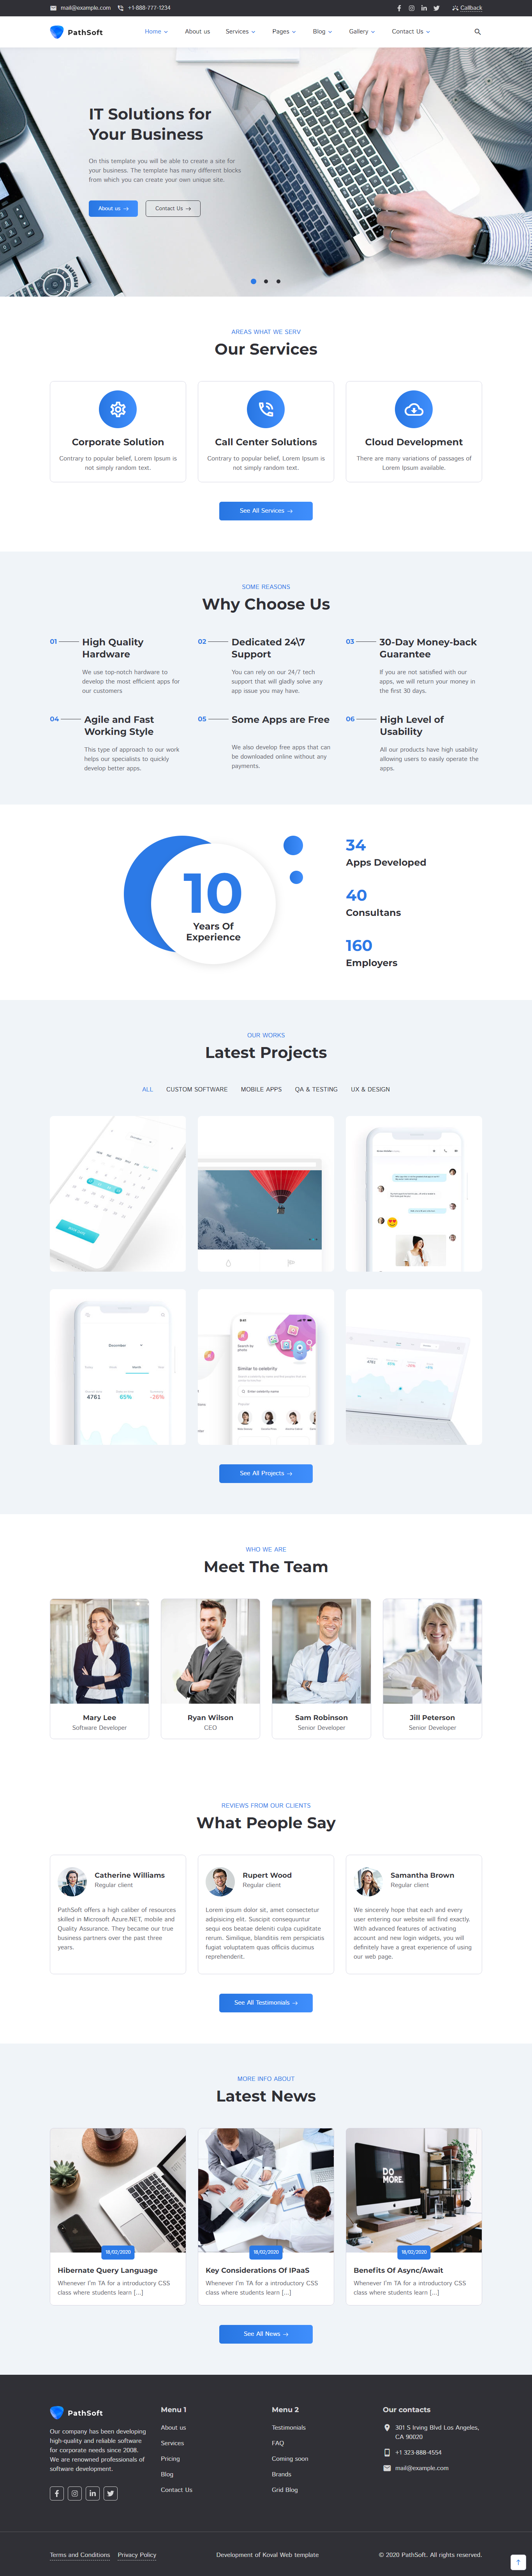 mail@example.com +1-888-777-1234 Callback
PathSoft Home About us Services Pages Blog Gallery Contact Us
IT Solutions for
Your Business
On this template you will be able to create a site for
your business. The template has many different blocks
from which you can create your own unique site.
About us → Contact Us →
AREAS WHAT WE SERV
Our Services
Corporate Solution
Contrary to popular belief, Lorem Ipsum is
not simply random text.
Call Center Solutions
Contrary to popular belief, Lorem Ipsum is
not simply random text.
Cloud Development
There are many variations of passages of
Lorem Ipsum available.
See All Services →
SOME REASONS
Why Choose Us
01 High Quality
Hardware
We use top-notch hardware to
develop the most efficient apps for
our customers
02 Dedicated 24\7
Support
You can rely on our 24/7 tech
support that will gladly solve any
app issue you may have.
03 30-Day Money-back
Guarantee
If you are not satisfied with our
apps, we will return your money in
the first 30 days.
04 Agile and Fast
Working Style
This type of approach to our work
helps our specialists to quickly
develop better apps.
05 Some Apps are Free
We also develop free apps that can
be downloaded online without any
payments.
06 High Level of
Usability
All our products have high usability
allowing users to easily operate the
apps.
10
Years Of
Experience
34
Apps Developed
40
Consultans
160
Employers
OUR WORKS
Latest Projects
ALL CUSTOM SOFTWARE MOBILE APPS QA & TESTING UX & DESIGN
December
4761 65% -20%
9:41
Search by
photo
Similar to celebrity
Enter celebrity name
4761 65% -20%
See All Projects →
WHO WE ARE
Meet The Team
Mary Lee
Software Developer
Ryan Wilson
CEO
Sam Robinson
Senior Developer
Jill Peterson
Senior Developer
REVIEWS FROM OUR CLIENTS
What People Say
Catherine Williams
Regular client
PathSoft offers a high caliber of resources
skilled in Microsoft Azure.NET, mobile and
Quality Assurance. They became our true
business partners over the past three
years.
Rupert Wood
Regular client
Lorem ipsum dolor sit, amet consectetur
adipisicing elit. Suscipit consequuntur
sequi eos beatae deleniti culpa cupiditate
rerum. Similique, blanditiis rem perspiciatis
fugiat voluptatem quas officiis ducimus
reprehenderit.
Samantha Brown
Regular client
We sincerely hope that each and every
user entering our website will find exactly.
With advanced features of activating
account and new login widgets, you will
definitely have a great experience of using
our web page.
See All Testimonials →
MORE INFO ABOUT
Latest News
18/02/2020
Hibernate Query Language
Whenever I'm TA for a introductory CSS
class where students learn [...]
18/02/2020
Key Considerations Of IPaaS
Whenever I'm TA for a introductory CSS
class where students learn [...]
DO
MORE.
18/02/2020
Benefits Of Async/Await
Whenever I'm TA for a introductory CSS
class where students learn [...]
See All News →
PathSoft
Our company has been developing
high-quality and reliable software
for corporate needs since 2008.
We are renowned professionals of
software development.
Menu 1
About us
Services
Pricing
Blog
Contact Us
Menu 2
Testimonials
FAQ
Coming soon
Brands
Grid Blog
Our contacts
301 S Irving Blvd Los Angeles,
CA 90020
+1 323-888-4554
mail@example.com
Terms and Conditions Privacy Policy Development of Koval Web template © 2020 PathSoft. All rights reserved.